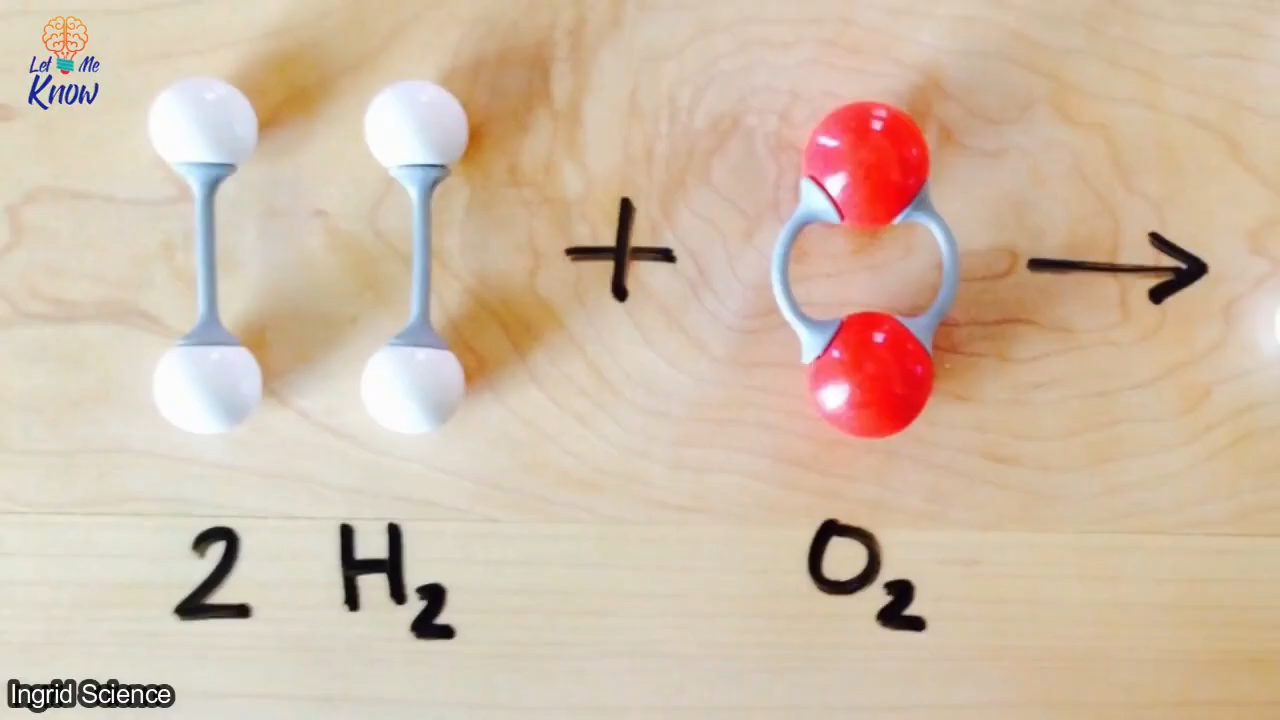 Let Me
Know
+ →
2 H₂ O₂
Ingrid Science